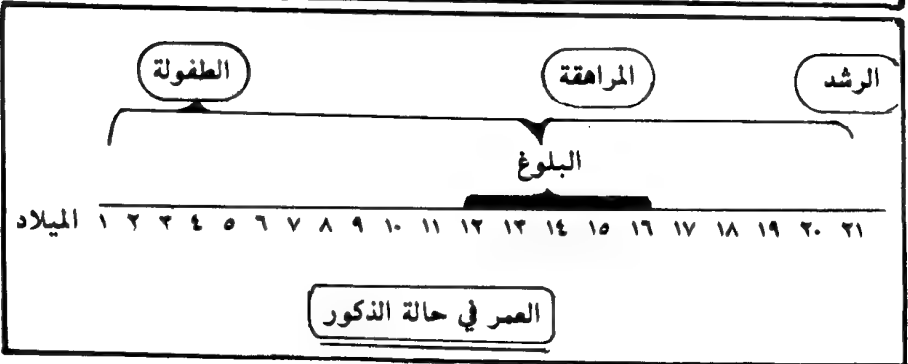 الرشد المراهقة الطفولة
البلوغ
الميلاد ١ ٢ ٣ ٤ ٥ ٦ ٧ ٨ ٩ ١٠ ١١ ١٢ ١٣ ١٤ ١٥ ١٦ ١٧ ١٨ ١٩ ٢٠ ٢١
العمر في حالة الذكور